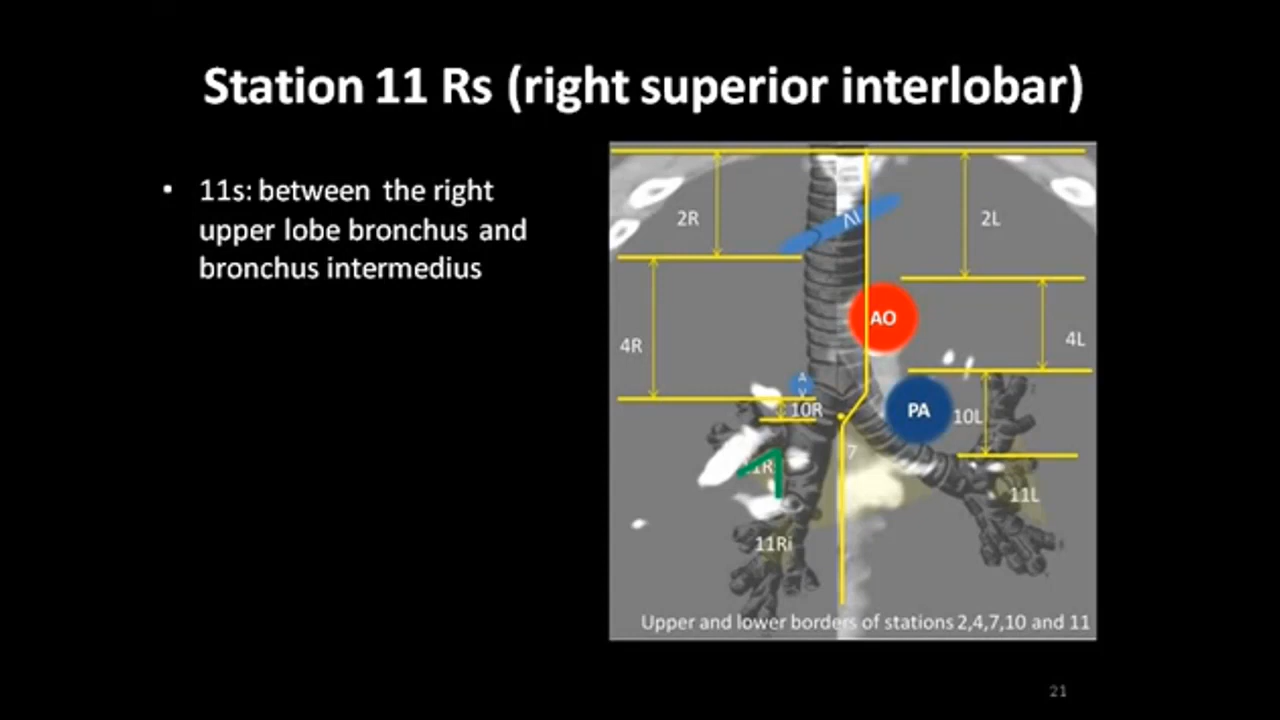 Station 11 Rs (right superior interlobar)
• 11s: between the right
upper lobe bronchus and
bronchus intermedius
2R
IV
2L
AO
4R
4L
A
V
10R
PA
10L
7
11L
11Ri
Upper and lower borders of stations 2,4,7,10 and 11
21